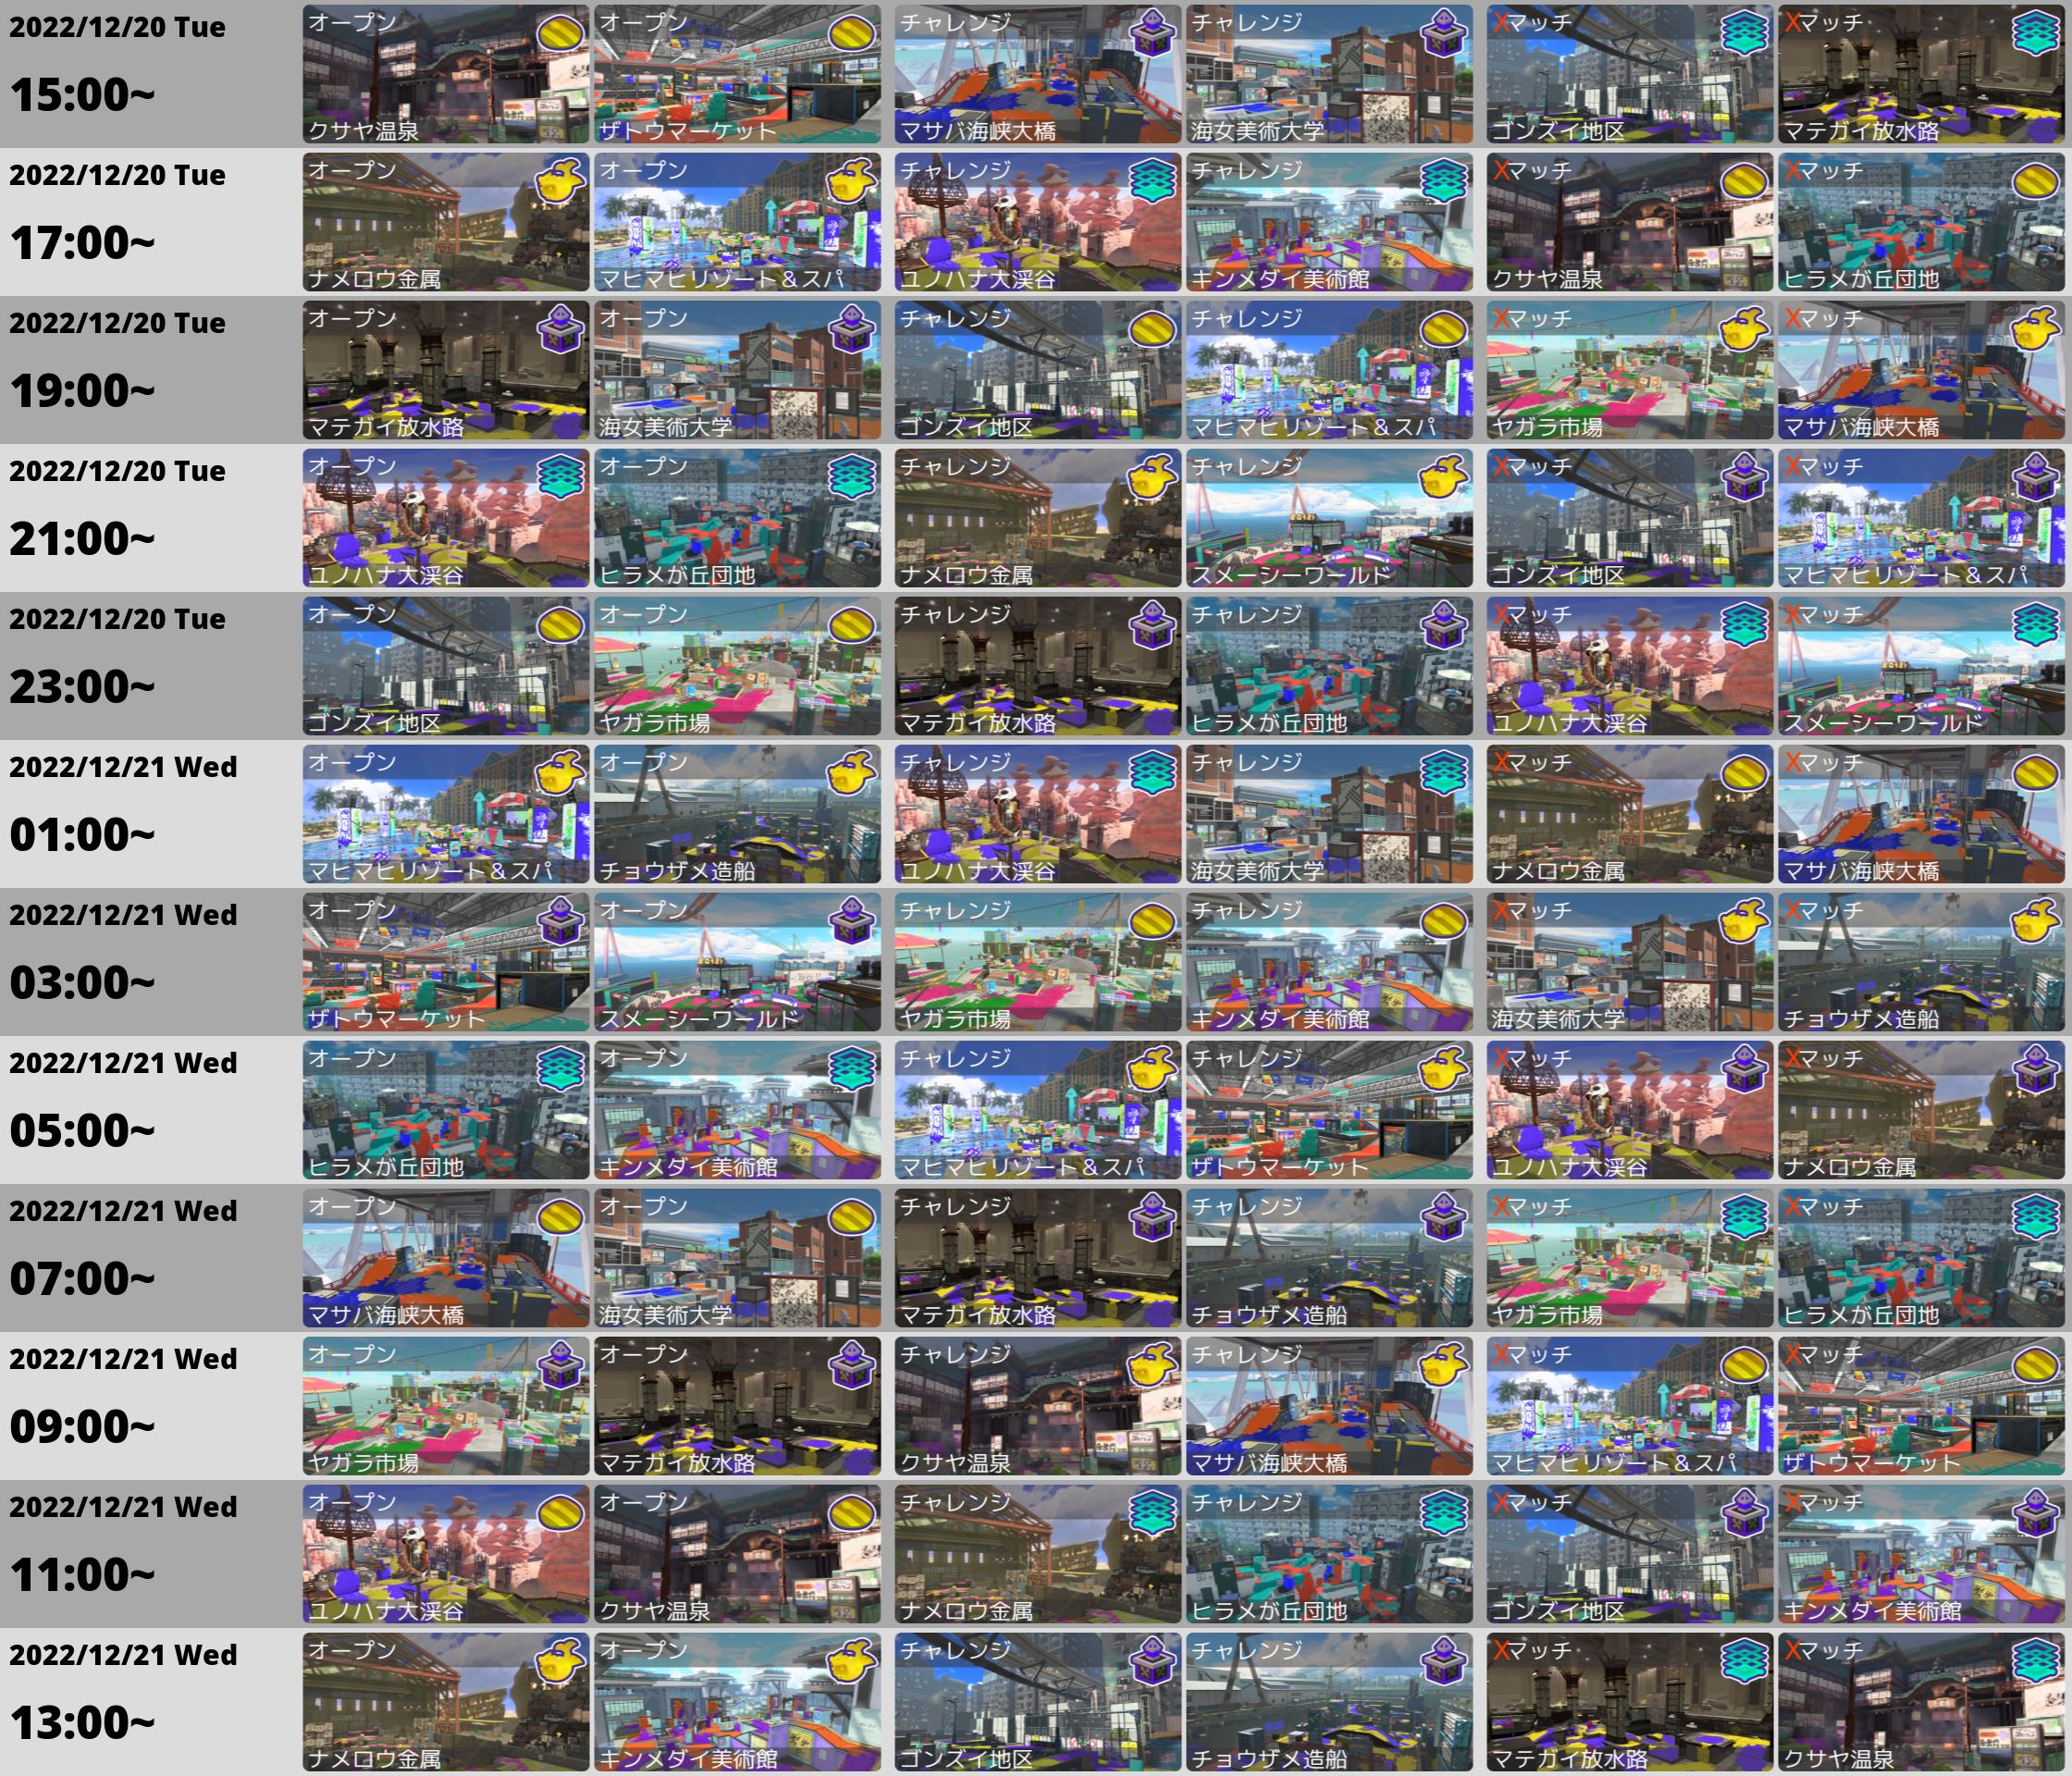 2022/12/20 Tue
15:00~
オープン
クサヤ温泉
オープン
ザトウマーケット
チャレンジ
マサバ海峡大橋
チャレンジ
海女美術大学
Xマッチ
ゴンズイ地区
Xマッチ
マテガイ放水路
2022/12/20 Tue
17:00~
オープン
ナメロウ金属
オープン
マヒマヒリゾート&スパ
チャレンジ
ユノハナ大渓谷
チャレンジ
キンメダイ美術館
Xマッチ
クサヤ温泉
Xマッチ
ヒラメが丘団地
2022/12/20 Tue
19:00~
オープン
マテガイ放水路
オープン
海女美術大学
チャレンジ
ゴンズイ地区
チャレンジ
マヒマヒリゾート&スパ
Xマッチ
ヤガラ市場
Xマッチ
マサバ海峡大橋
2022/12/20 Tue
21:00~
オープン
ユノハナ大渓谷
オープン
ヒラメが丘団地
チャレンジ
ナメロウ金属
チャレンジ
スメーシーワールド
Xマッチ
ゴンズイ地区
Xマッチ
マヒマヒリゾート&スパ
2022/12/20 Tue
23:00~
オープン
ゴンズイ地区
オープン
ヤガラ市場
チャレンジ
マテガイ放水路
チャレンジ
ヒラメが丘団地
Xマッチ
ユノハナ大渓谷
Xマッチ
スメーシーワールド
2022/12/21 Wed
01:00~
オープン
マヒマヒリゾート&スパ
オープン
チョウザメ造船
チャレンジ
ユノハナ大渓谷
チャレンジ
海女美術大学
Xマッチ
ナメロウ金属
Xマッチ
マサバ海峡大橋
2022/12/21 Wed
03:00~
オープン
ザトウマーケット
オープン
スメーシーワールド
チャレンジ
ヤガラ市場
チャレンジ
キンメダイ美術館
Xマッチ
海女美術大学
Xマッチ
チョウザメ造船
2022/12/21 Wed
05:00~
オープン
ヒラメが丘団地
オープン
キンメダイ美術館
チャレンジ
マヒマヒリゾート&スパ
チャレンジ
ザトウマーケット
Xマッチ
ユノハナ大渓谷
Xマッチ
ナメロウ金属
2022/12/21 Wed
07:00~
オープン
マサバ海峡大橋
オープン
海女美術大学
チャレンジ
マテガイ放水路
チャレンジ
チョウザメ造船
Xマッチ
ヤガラ市場
Xマッチ
ヒラメが丘団地
2022/12/21 Wed
09:00~
オープン
ヤガラ市場
オープン
マテガイ放水路
チャレンジ
クサヤ温泉
チャレンジ
マサバ海峡大橋
Xマッチ
マヒマヒリゾート&スパ
Xマッチ
ザトウマーケット
2022/12/21 Wed
11:00~
オープン
ユノハナ大渓谷
オープン
クサヤ温泉
チャレンジ
ナメロウ金属
チャレンジ
ヒラメが丘団地
Xマッチ
ゴンズイ地区
Xマッチ
キンメダイ美術館
2022/12/21 Wed
13:00~
オープン
ナメロウ金属
オープン
キンメダイ美術館
チャレンジ
ゴンズイ地区
チャレンジ
チョウザメ造船
Xマッチ
マテガイ放水路
Xマッチ
クサヤ温泉